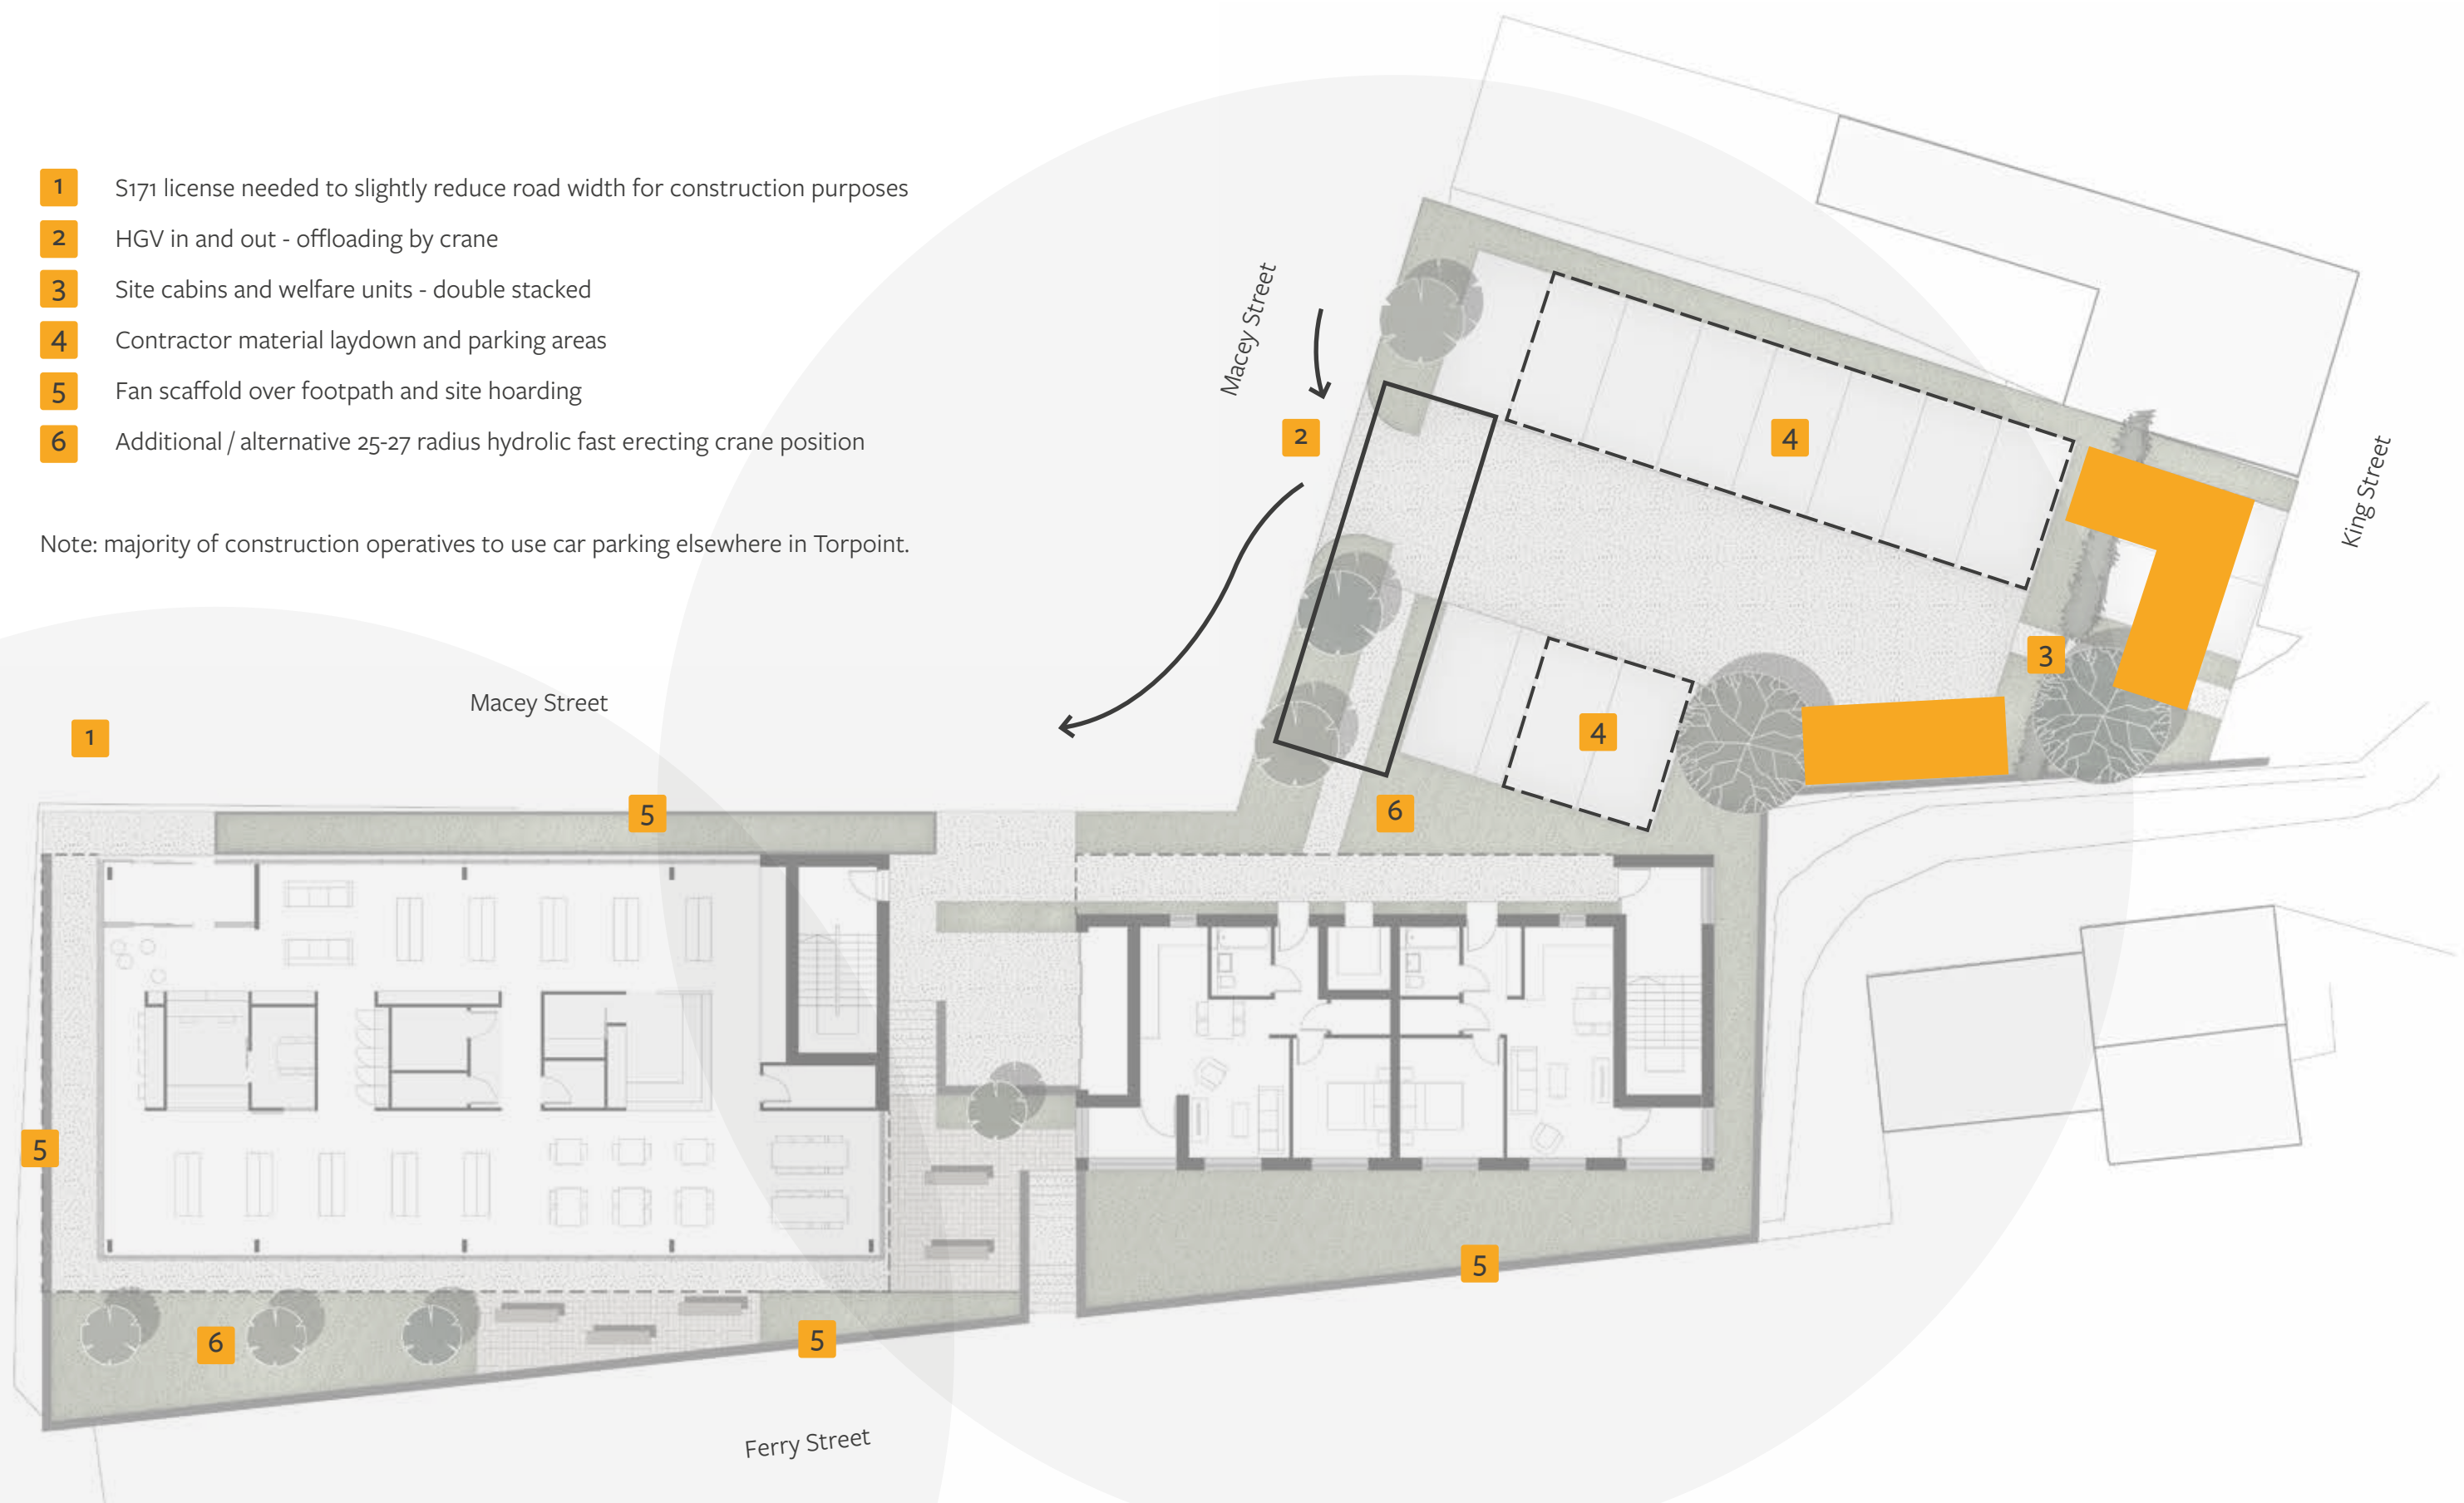 1 S171 license needed to slightly reduce road width for construction purposes
2 HGV in and out - offloading by crane
3 Site cabins and welfare units - double stacked
4 Contractor material laydown and parking areas
5 Fan scaffold over footpath and site hoarding
6 Additional / alternative 25-27 radius hydrolic fast erecting crane position
Note: majority of construction operatives to use car parking elsewhere in Torpoint.
Macey Street
2
4
King Street
3
Macey Street
1
4
5
6
5
5
6
5
Ferry Street